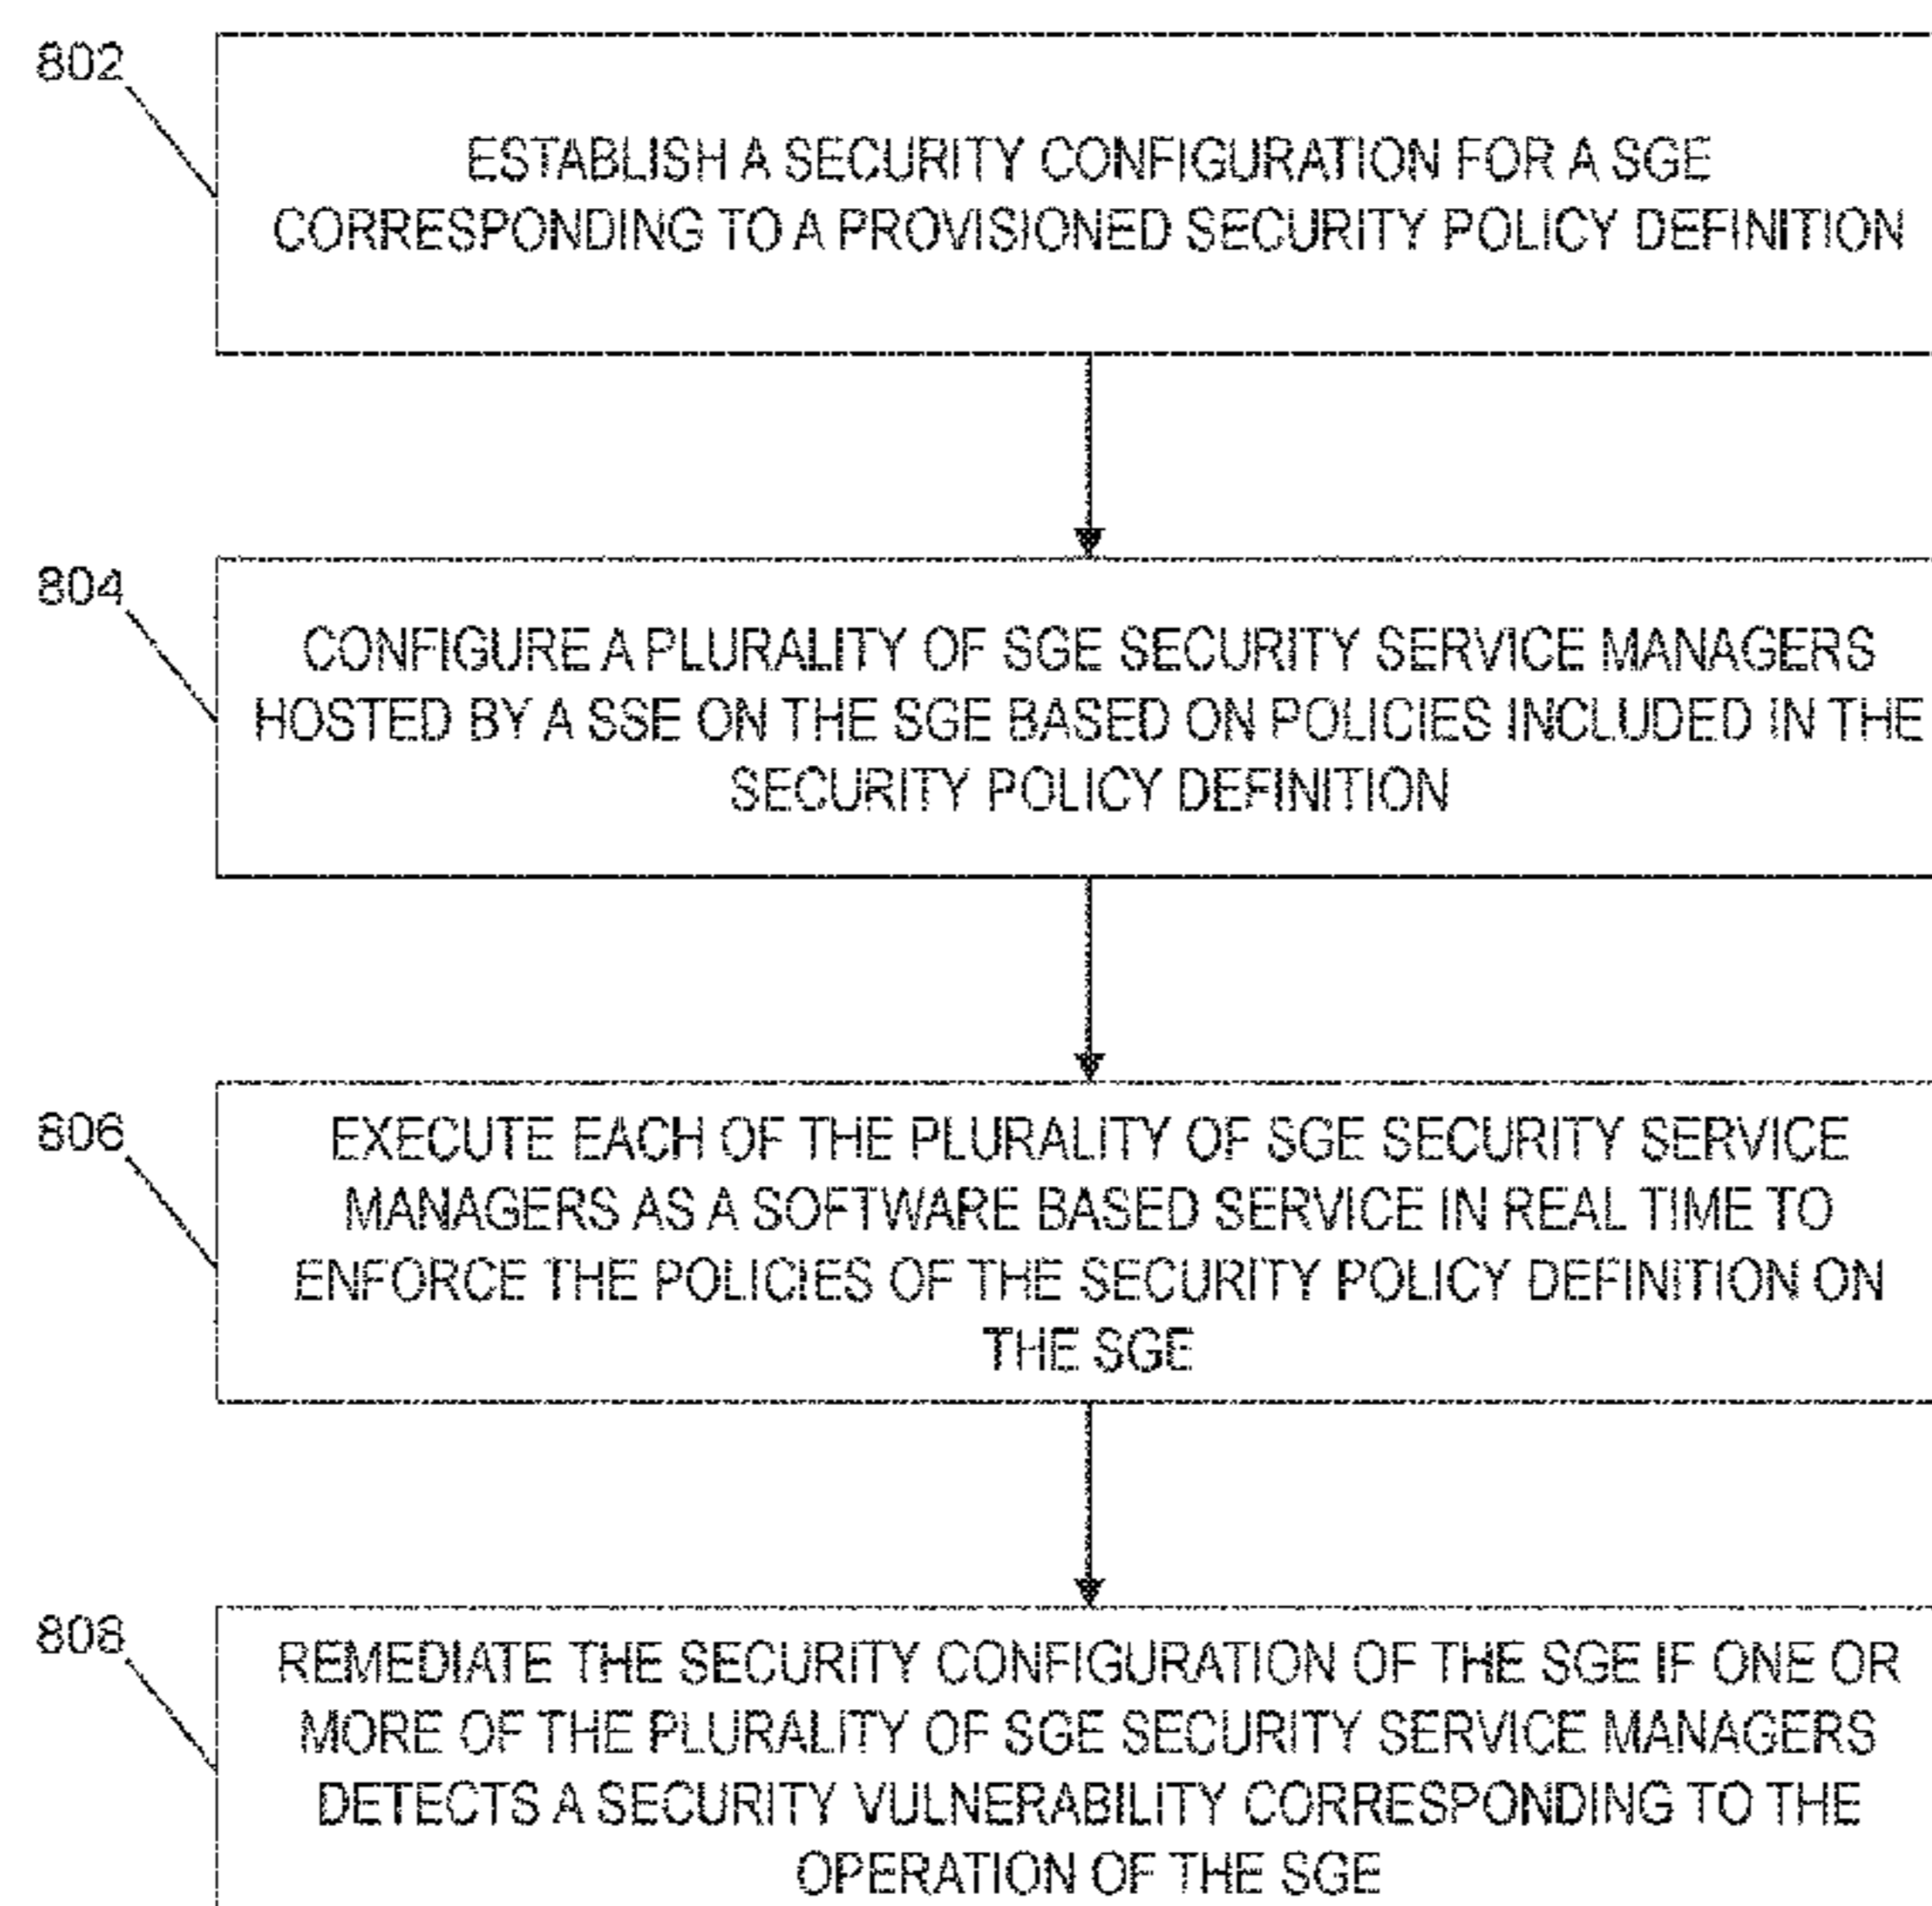 802
ESTABLISH A SECURITY CONFIGURATION FOR A SGE
CORRESPONDING TO A PROVISIONED SECURITY POLICY DEFINITION
804
CONFIGURE A PLURALITY OF SGE SECURITY SERVICE MANAGERS
HOSTED BY A SSE ON THE SGE BASED ON POLICIES INCLUDED IN THE
SECURITY POLICY DEFINITION
806
EXECUTE EACH OF THE PLURALITY OF SGE SECURITY SERVICE
MANAGERS AS A SOFTWARE BASED SERVICE IN REAL TIME TO
ENFORCE THE POLICIES OF THE SECURITY POLICY DEFINITION ON
THE SGE
808
REMEDIATE THE SECURITY CONFIGURATION OF THE SGE IF ONE OR
MORE OF THE PLURALITY OF SGE SECURITY SERVICE MANAGERS
DETECTS A SECURITY VULNERABILITY CORRESPONDING TO THE
OPERATION OF THE SGE